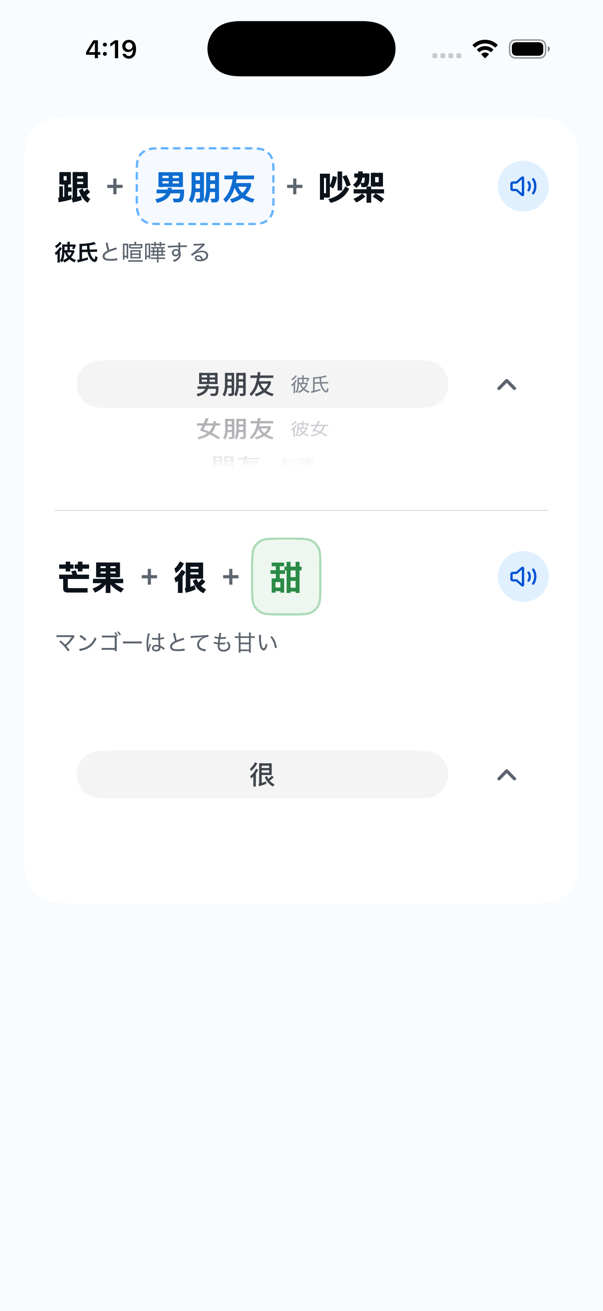 4:19
跟 + 男朋友 + 吵架
彼氏と喧嘩する
男朋友 彼氏
女朋友 彼女
芒果 + 很 + 甜
マンゴーはとても甘い
很